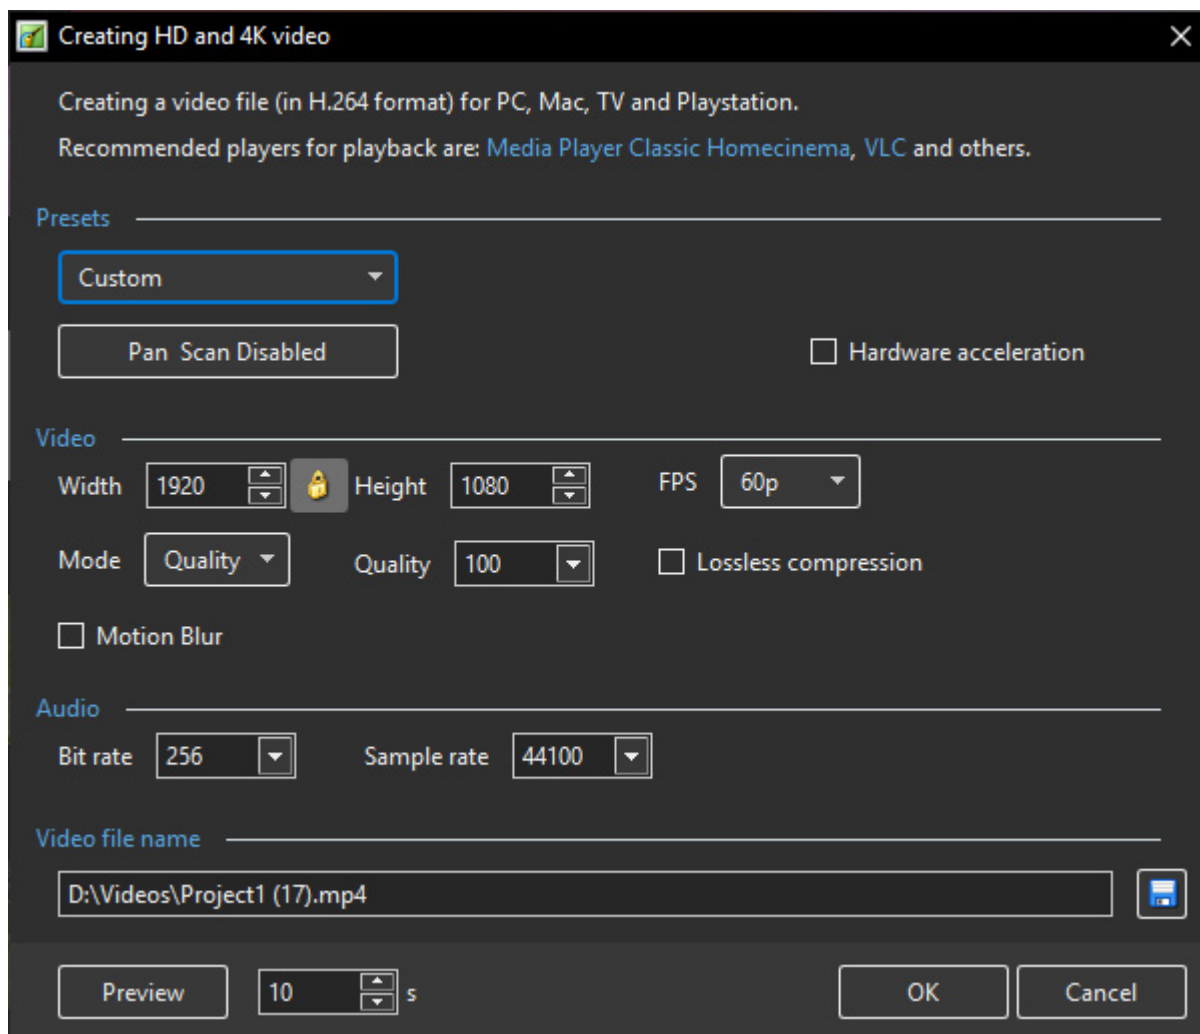 Creating HD and 4K video
Creating a video file (in H.264 format) for PC, Mac, TV and Playstation.
Recommended players for playback are: Media Player Classic Homecinema, VLC and others.
Presets
Custom
Pan  Scan Disabled
Hardware acceleration
Video
Width 1920 Height 1080 FPS 60p
Mode Quality Quality 100 Lossless compression
Motion Blur
Audio
Bit rate 256 Sample rate 44100
Video file name
D:\Videos\Project1 (17).mp4
Preview 10 s OK Cancel